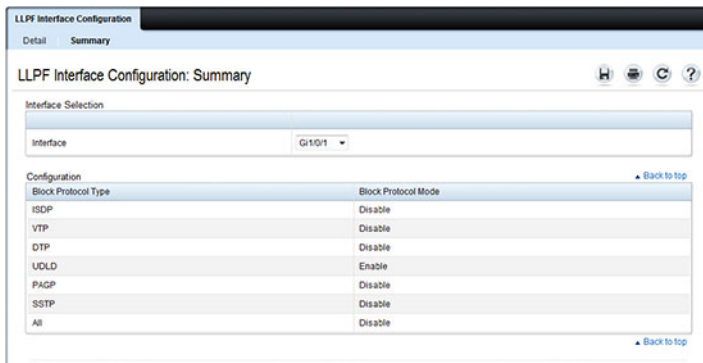 LLPF Interface Configuration
Detail Summary
LLPF Interface Configuration: Summary
Interface Selection
Interface Gi1/0/1
Configuration ▲ Back to top
Block Protocol Type Block Protocol Mode
ISDP Disable
VTP Disable
DTP Disable
UDLD Enable
PAGP Disable
SSTP Disable
All Disable
▲ Back to top